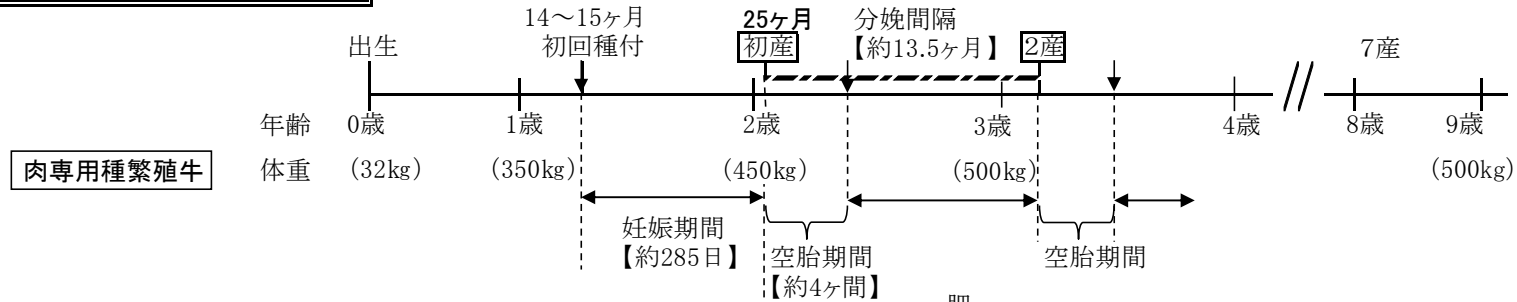 14～15ヶ月
初回種付
25ヶ月
初産
分娩間隔
【約13.5ヶ月】
2産
7産
出生
年齢 0歳 1歳 2歳 3歳 4歳 8歳 9歳
肉専用種繁殖牛 体重 (32kg) (350kg) (450kg) (500kg) (500kg)
妊娠期間
【約285日】
空胎期間
【約4ヶ間】
空胎期間